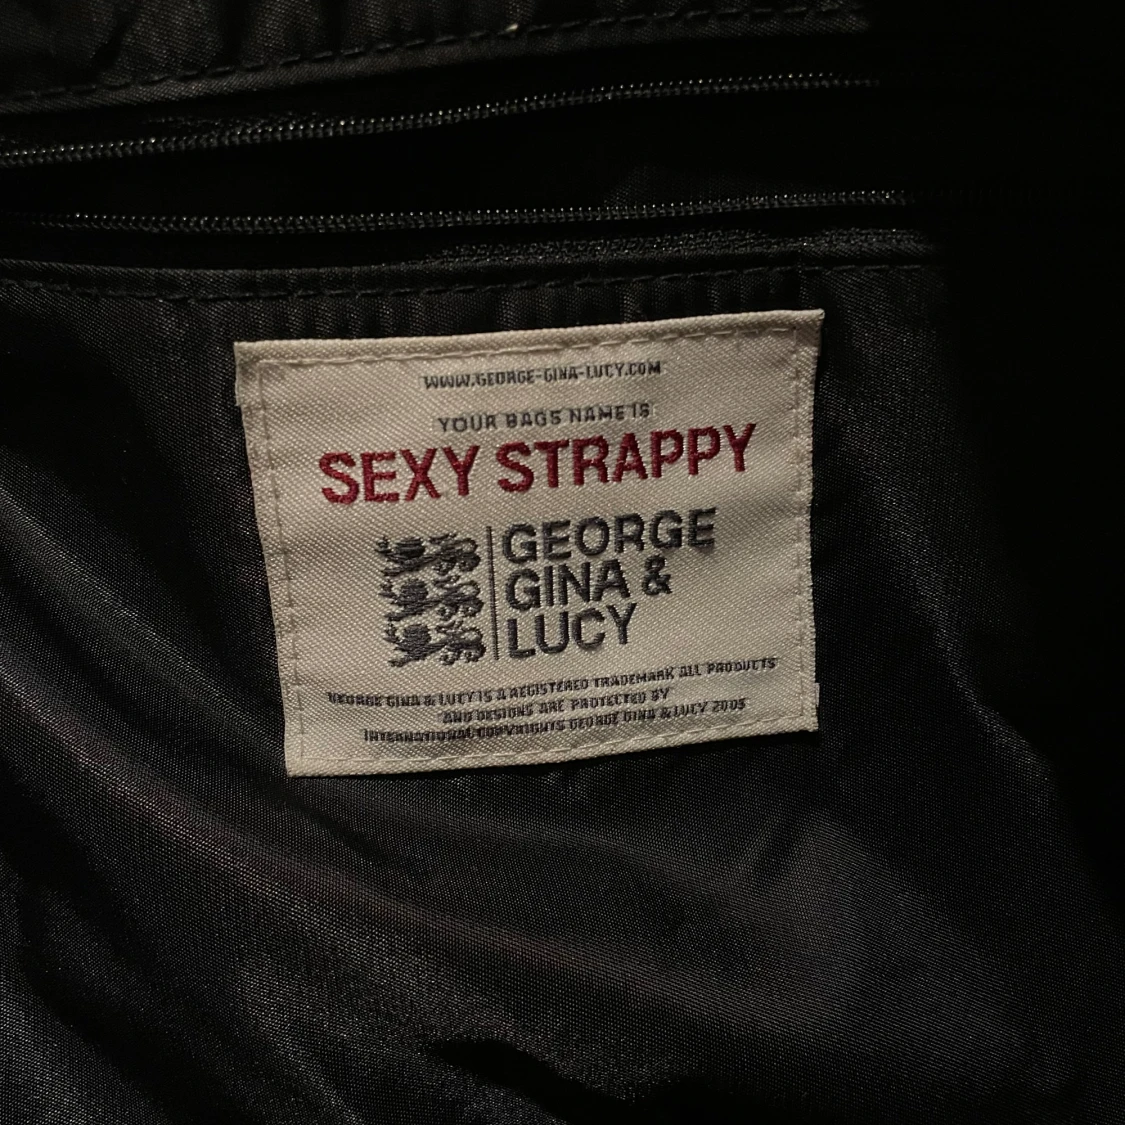 WWW.GEORGE-GINA-LUCY.COM
YOUR BAGS NAME IS
SEXY STRAPPY
GEORGE
GINA &
LUCY
GEORGE GINA & LUCY IS A REGISTERED TRADEMARK ALL PRODUCTS
AND DESIGNS ARE PROTECTED BY
INTERNATIONAL COPYRIGHTS GEORGE GINA & LUCY 2005